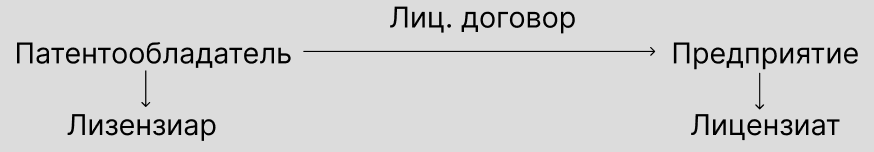 Лиц. договор
Патентообладатель Предприятие
Лизензиар Лицензиат